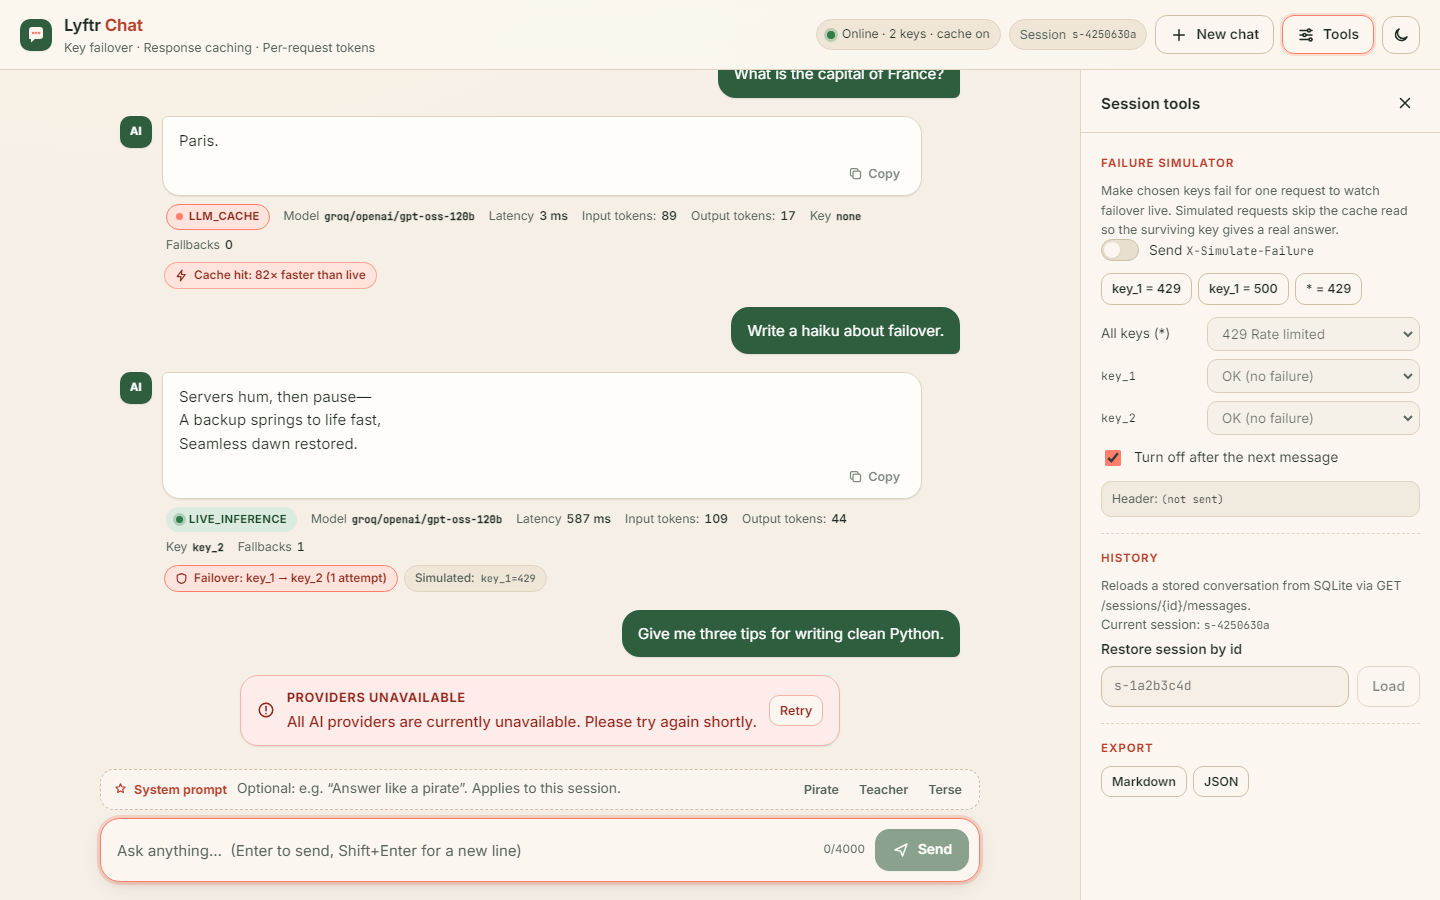 Lyftr Chat
Key failover · Response caching · Per-request tokens
Online · 2 keys · cache on
Session s-4250630a
New chat
Tools
What is the capital of France?
AI
Paris.
Copy
LLM_CACHE Model groq/openai/gpt-oss-120b Latency 3 ms Input tokens: 89 Output tokens: 17 Key none
Fallbacks 0
Cache hit: 82× faster than live
Write a haiku about failover.
AI
Servers hum, then pause—
A backup springs to life fast,
Seamless dawn restored.
Copy
LIVE_INFERENCE Model groq/openai/gpt-oss-120b Latency 587 ms Input tokens: 109 Output tokens: 44
Key key_2 Fallbacks 1
Failover: key_1 → key_2 (1 attempt) Simulated: key_1=429
Give me three tips for writing clean Python.
PROVIDERS UNAVAILABLE
All AI providers are currently unavailable. Please try again shortly.
Retry
System prompt Optional: e.g. “Answer like a pirate”. Applies to this session. Pirate Teacher Terse
Ask anything... (Enter to send, Shift+Enter for a new line) 0/4000 Send
Session tools
FAILURE SIMULATOR
Make chosen keys fail for one request to watch
failover live. Simulated requests skip the cache read
so the surviving key gives a real answer.
Send X-Simulate-Failure
key_1 = 429 key_1 = 500 * = 429
All keys (*) 429 Rate limited
key_1 OK (no failure)
key_2 OK (no failure)
Turn off after the next message
Header: (not sent)
HISTORY
Reloads a stored conversation from SQLite via GET
/sessions/{id}/messages.
Current session: s-4250630a
Restore session by id
s-1a2b3c4d Load
EXPORT
Markdown JSON